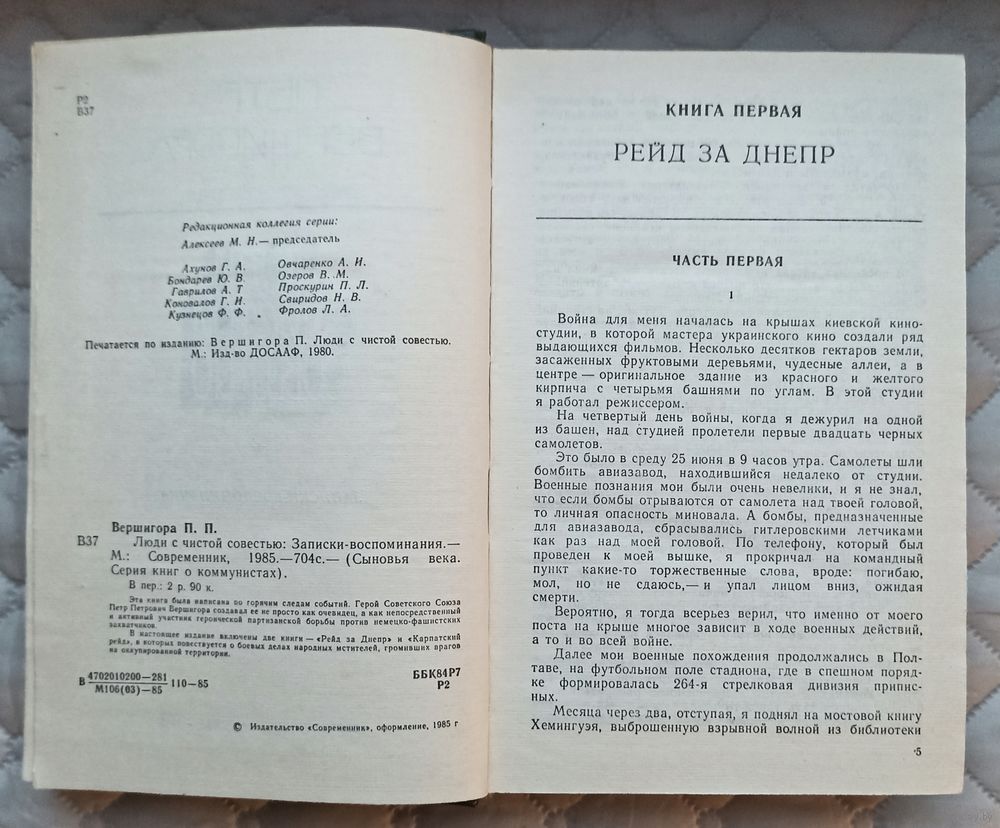 Р2
В37
Редакционная коллегия серии:
Алексеев М. Н.— председатель
Ахунов Г. А.
Бондарев Ю. В.
Гаврилов А. Т
Коновалов Г. И.
Кузнецов Ф. Ф.
Овчаренко А. И.
Озеров В. М.
Проскурин П. Л.
Свиридов Н. В.
Фролов Л. А.
Печатается по изданию: Вершигора П. Люди с чистой совестью.
М.: Изд-во ДОСААФ, 1980.
Вершигора П. П.
В37 Люди с чистой совестью: Записки-воспоминания.—
М.: Современник, 1985.—704с.— (Сыновья века.
Серия книг о коммунистах).
В пер.: 2 р. 90 к.
Эта книга была написана по горячим следам событий. Герой Советского Союза
Петр Петрович Вершигора создавал ее не просто как очевидец, а как непосредственный
и активный участник героической партизанской борьбы против немецко-фашистских
захватчиков.
В настоящее издание включены две книги — «Рейд за Днепр» и «Карпатский
рейд», в которых повествуется о боевых делах народных мстителей, громивших врагов
на оккупированной территории.
В 4702010200—281
М106(03)—85 110—85
ББК84Р7
Р2
© Издательство «Современник», оформление, 1985 г
КНИГА ПЕРВАЯ
РЕЙД ЗА ДНЕПР
ЧАСТЬ ПЕРВАЯ
I
Война для меня началась на крышах киевской кино-
студии, в которой мастера украинского кино создали ряд
выдающихся фильмов. Несколько десятков гектаров земли,
засаженных фруктовыми деревьями, чудесные аллеи, а в
центре — оригинальное здание из красного и желтого
кирпича с четырьмя башнями по углам. В этой студии
я работал режиссером.
На четвертый день войны, когда я дежурил на одной
из башен, над студией пролетели первые двадцать черных
самолетов.
Это было в среду 25 июня в 9 часов утра. Самолеты шли
бомбить авиазавод, находившийся недалеко от студии.
Военные познания мои были очень невелики, и я не знал,
что если бомбы отрываются от самолета над твоей головой,
то личная опасность миновала. А бомбы, предназначенные
для авиазавода, сбрасывались гитлеровскими летчиками
как раз над моей головой. По телефону, который был
проведен к моей вышке, я прокричал на командный
пункт какие-то торжественные слова, вроде: погибаю,
мол, но не сдаюсь,— и упал лицом вниз, ожидая
смерти.
Вероятно, я тогда всерьез верил, что именно от моего
поста на крыше многое зависит в ходе военных действий,
а то и во всей войне.
Далее мои военные похождения продолжались в Пол-
таве, на футбольном поле стадиона, где в спешном поряд-
ке формировалась 264-я стрелковая дивизия припис-
ных.
Месяца через два, отступая, я поднял на мостовой книгу
Хемингуэя, выброшенную взрывной волной из библиотеки
5